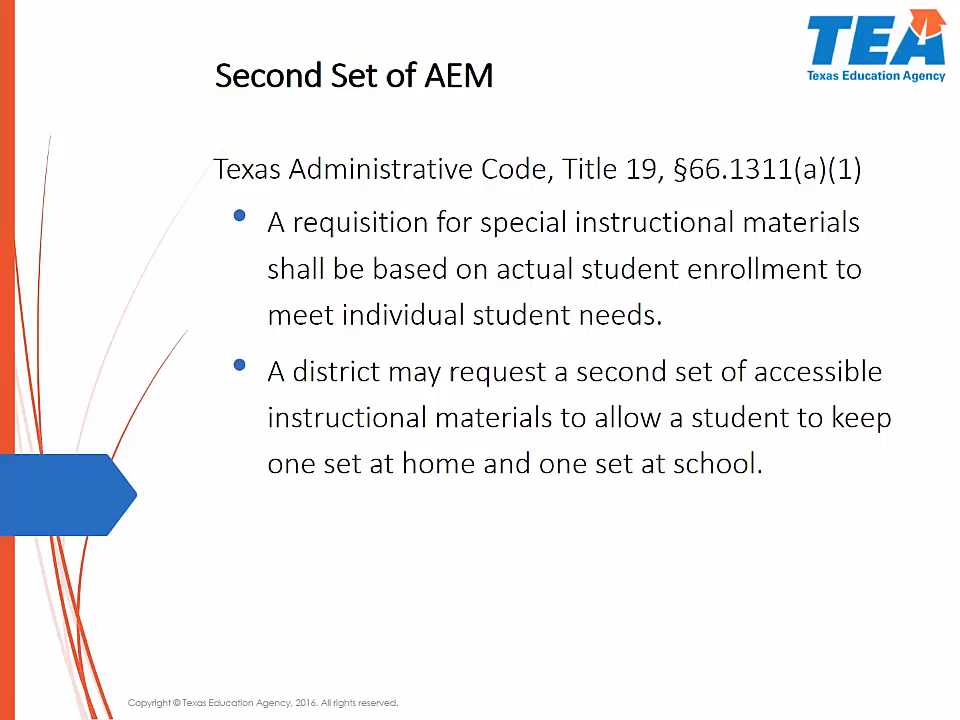 TEA
Texas Education Agency
Second Set of AEM
Texas Administrative Code, Title 19, §66.1311(a)(1)
• A requisition for special instructional materials
shall be based on actual student enrollment to
meet individual student needs.
• A district may request a second set of accessible
instructional materials to allow a student to keep
one set at home and one set at school.
Copyright © Texas Education Agency, 2016. All rights reserved.